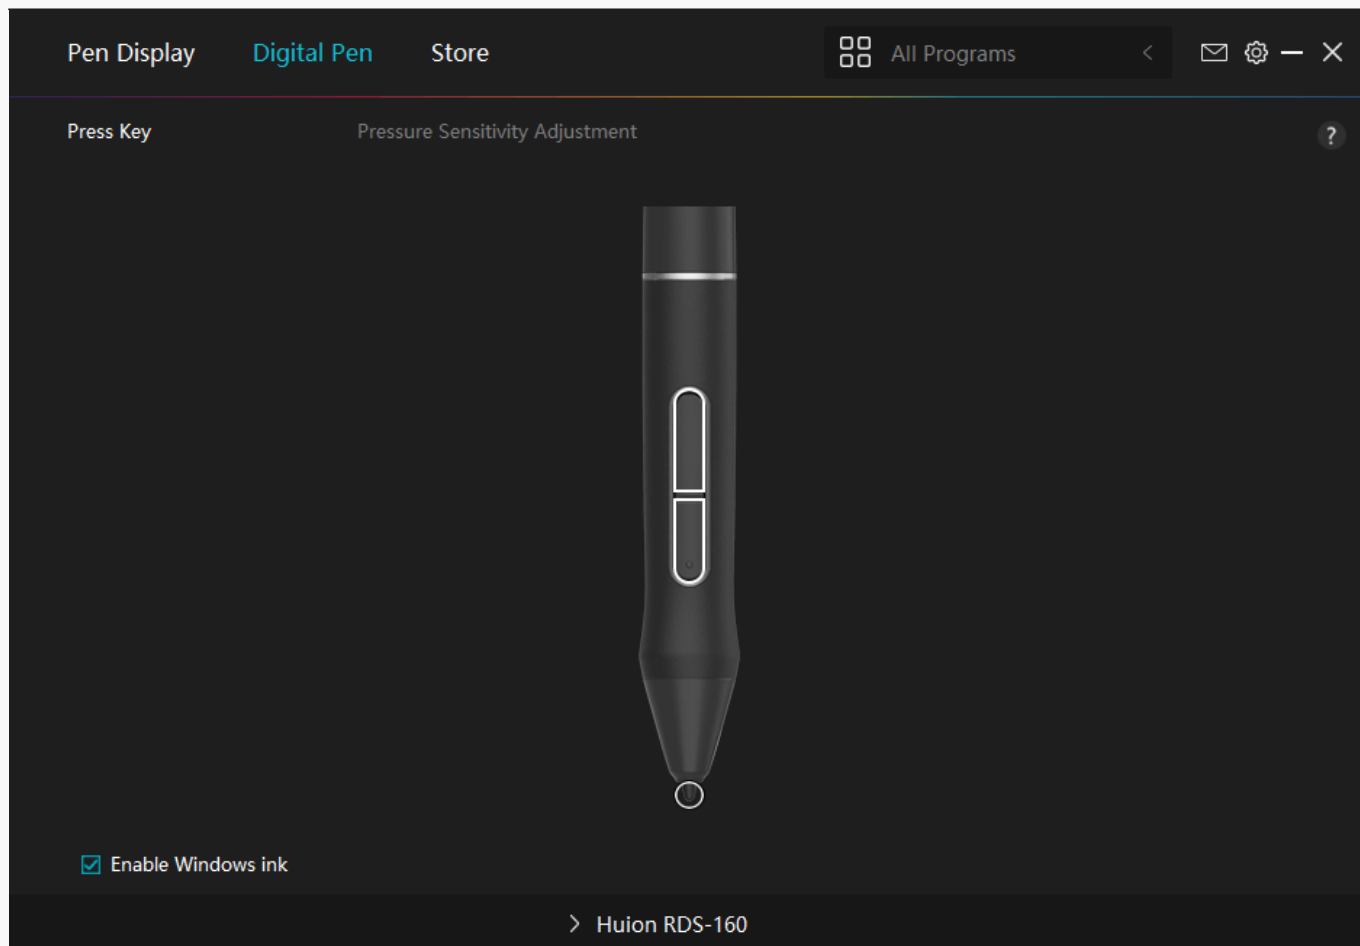 Pen Display Digital Pen Store All Programs
Press Key Pressure Sensitivity Adjustment ?
Enable Windows ink
Huion RDS-160